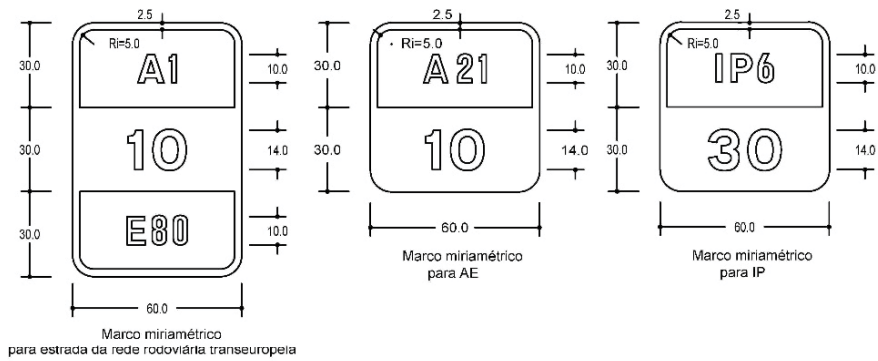 2.5
Ri=5.0
30.0
A1
10.0
30.0
10
14.0
30.0
E80
10.0
60.0
Marco miriamétrico
para estrada da rede rodoviária transeuropeia
2.5
Ri=5.0
30.0
A 21
10.0
30.0
10
14.0
60.0
Marco miriamétrico
para AE
2.5
Ri=5.0
30.0
IP6
10.0
30.0
30
14.0
60.0
Marco miriamétrico
para IP